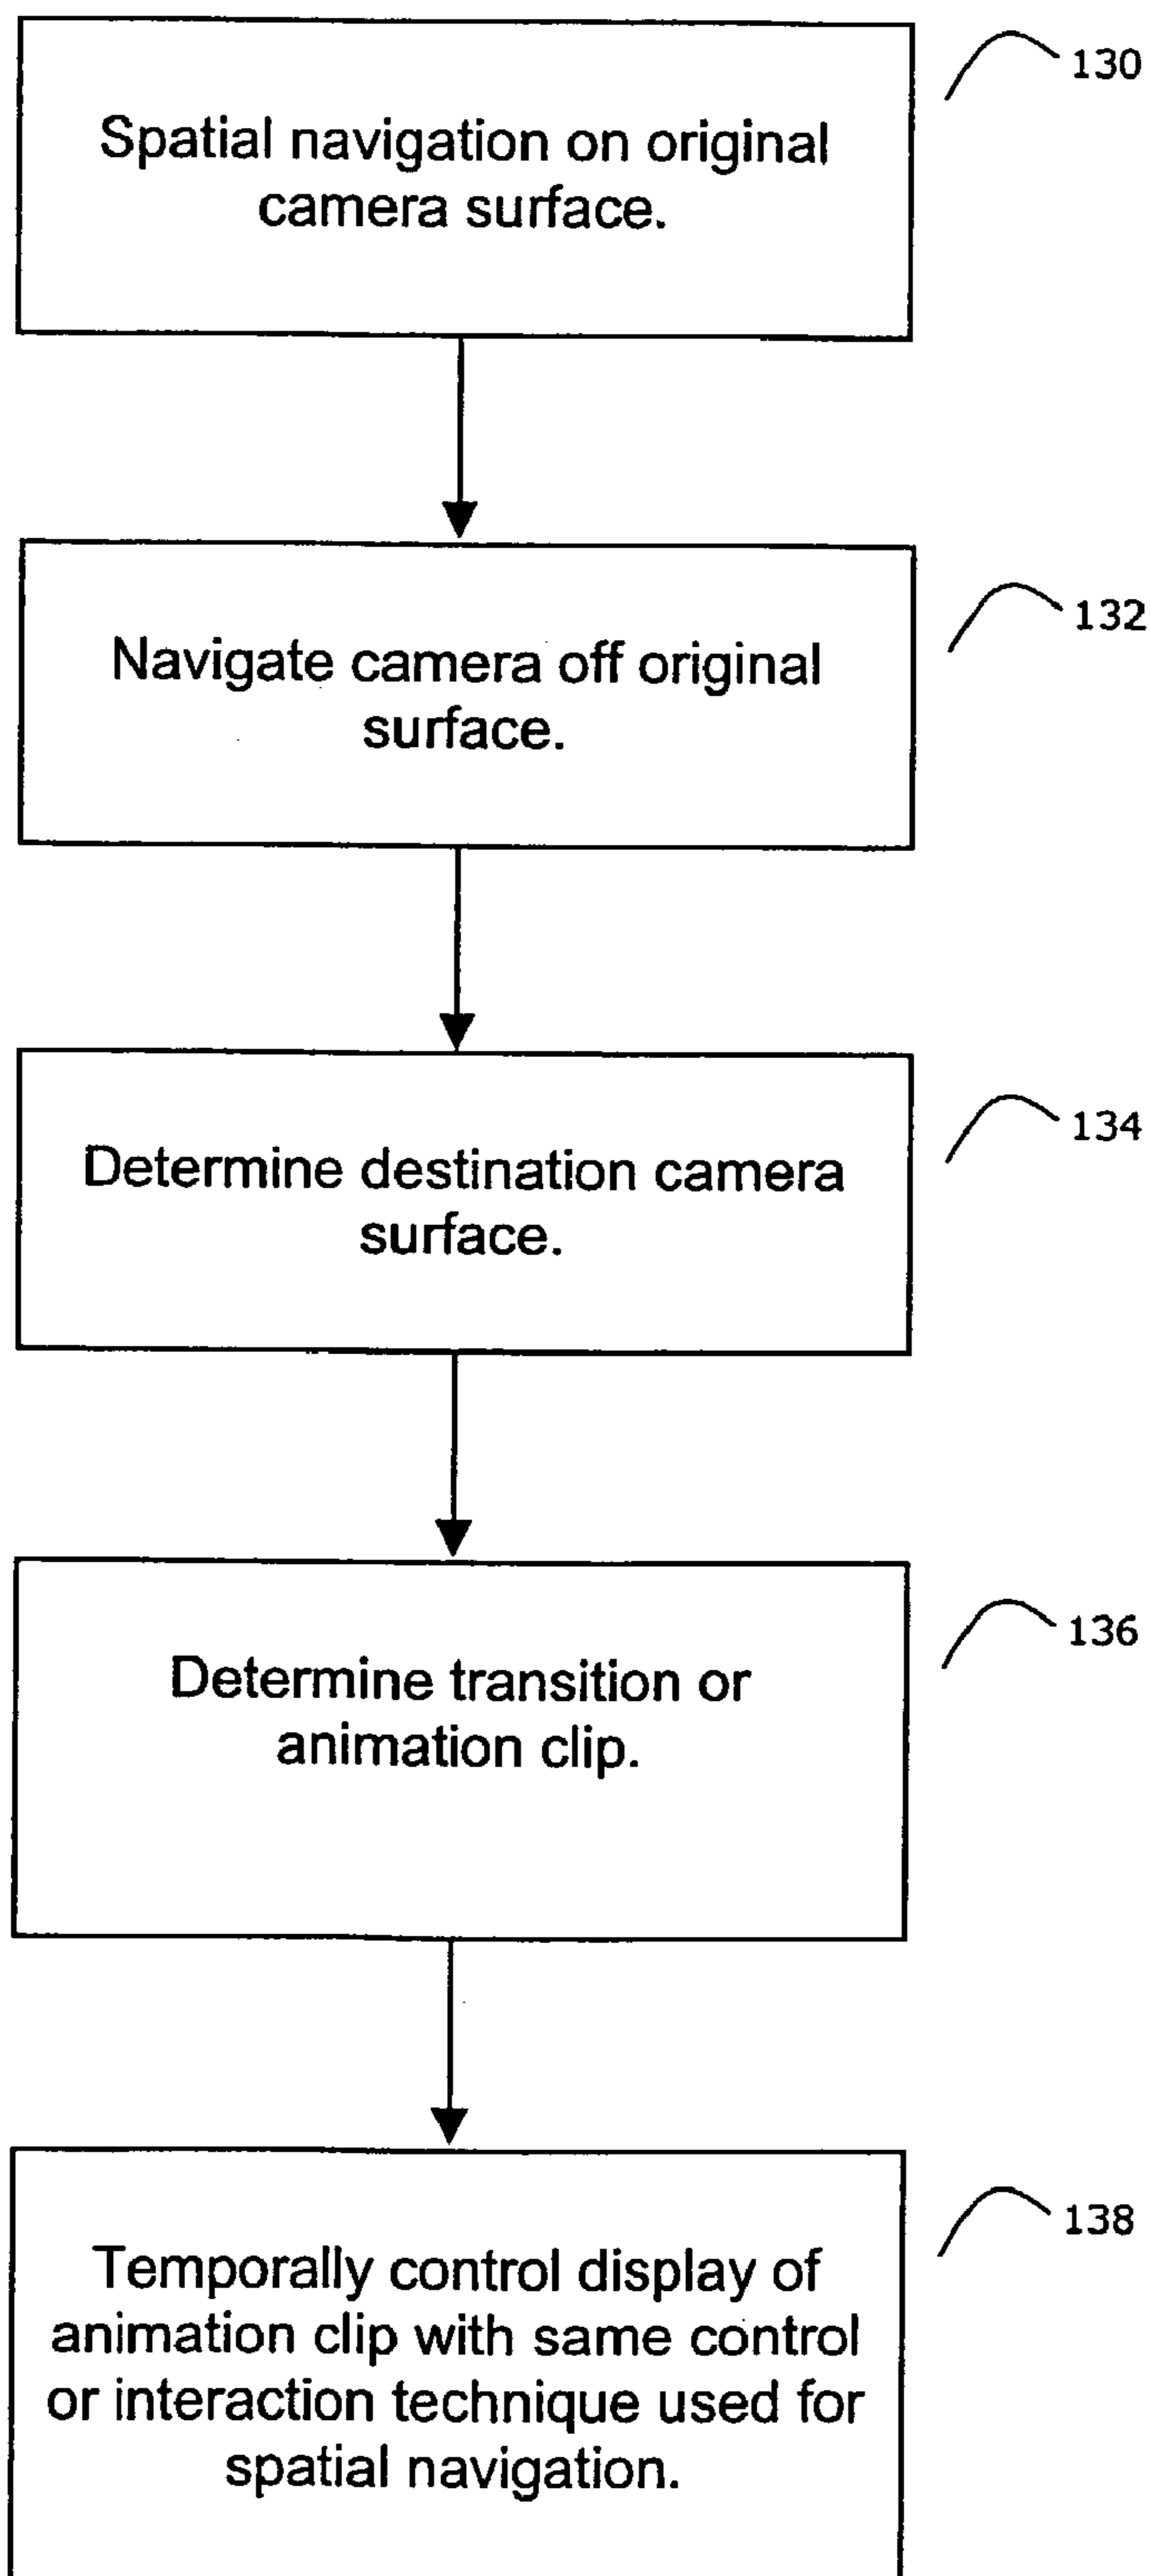 Spatial navigation on original
camera surface.
130
Navigate camera off original
surface.
132
Determine destination camera
surface.
134
Determine transition or
animation clip.
136
Temporally control display of
animation clip with same control
or interaction technique used for
spatial navigation.
138